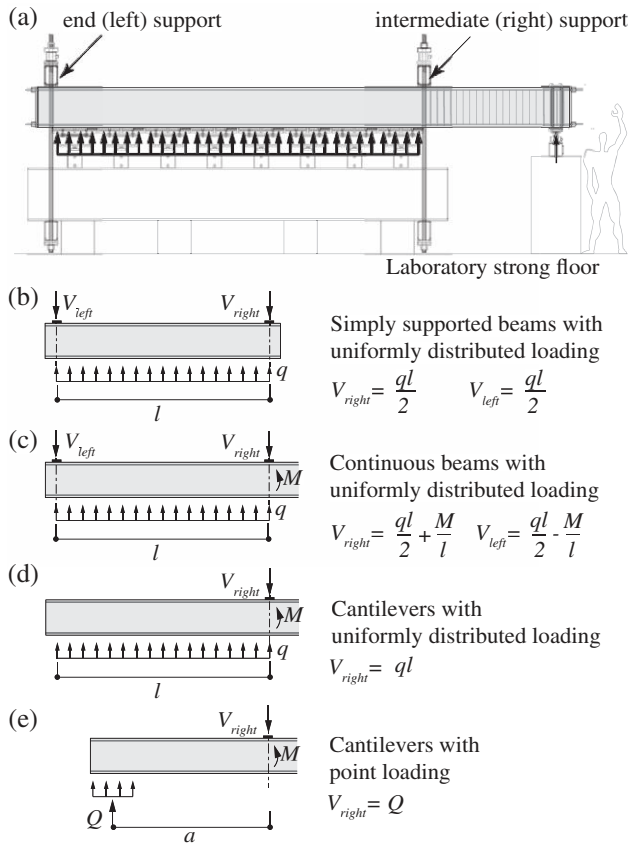 (a)
end (left) support
intermediate (right) support
Laboratory strong floor
(b)
V_left
V_right
q
l
Simply supported beams with
uniformly distributed loading
V_right = ql/2 V_left = ql/2
(c)
V_left
V_right
M
q
l
Continuous beams with
uniformly distributed loading
V_right = ql/2 + M/l V_left = ql/2 - M/l
(d)
V_right
M
q
l
Cantilevers with
uniformly distributed loading
V_right = ql
(e)
V_right
M
Q
a
Cantilevers with
point loading
V_right = Q